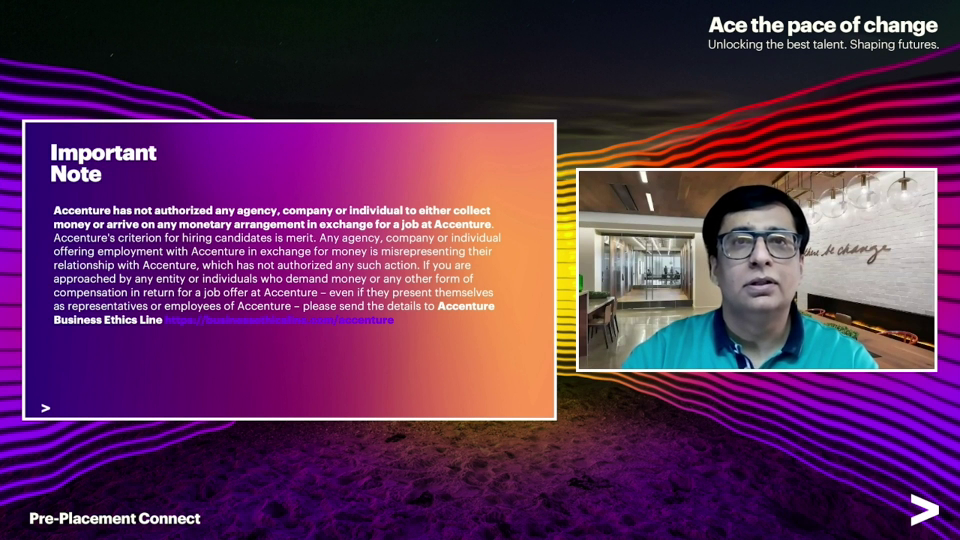 Ace the pace of change
Unlocking the best talent. Shaping futures.
Important
Note
Accenture has not authorized any agency, company or individual to either collect
money or arrive on any monetary arrangement in exchange for a job at Accenture.
Accenture's criterion for hiring candidates is merit. Any agency, company or individual
offering employment with Accenture in exchange for money is misrepresenting their
relationship with Accenture, which has not authorized any such action. If you are
approached by any entity or individuals who demand money or any other form of
compensation in return for a job offer at Accenture – even if they present themselves
as representatives or employees of Accenture – please send the details to Accenture
Business Ethics Line https://businessethicsline.com/accenture
be change
>
Pre-Placement Connect
>